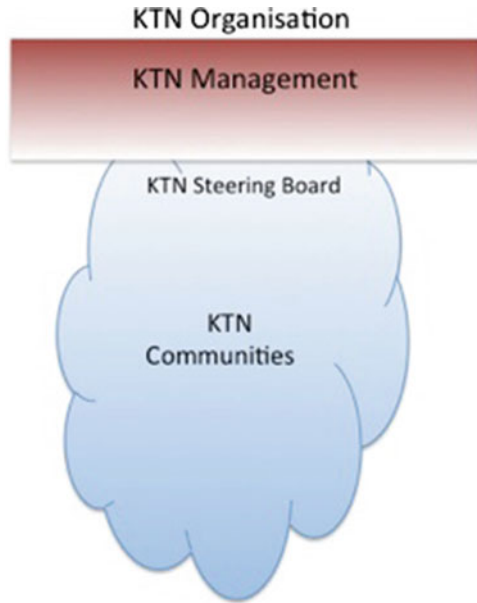 KTN Organisation
KTN Management
KTN Steering Board
KTN
Communities